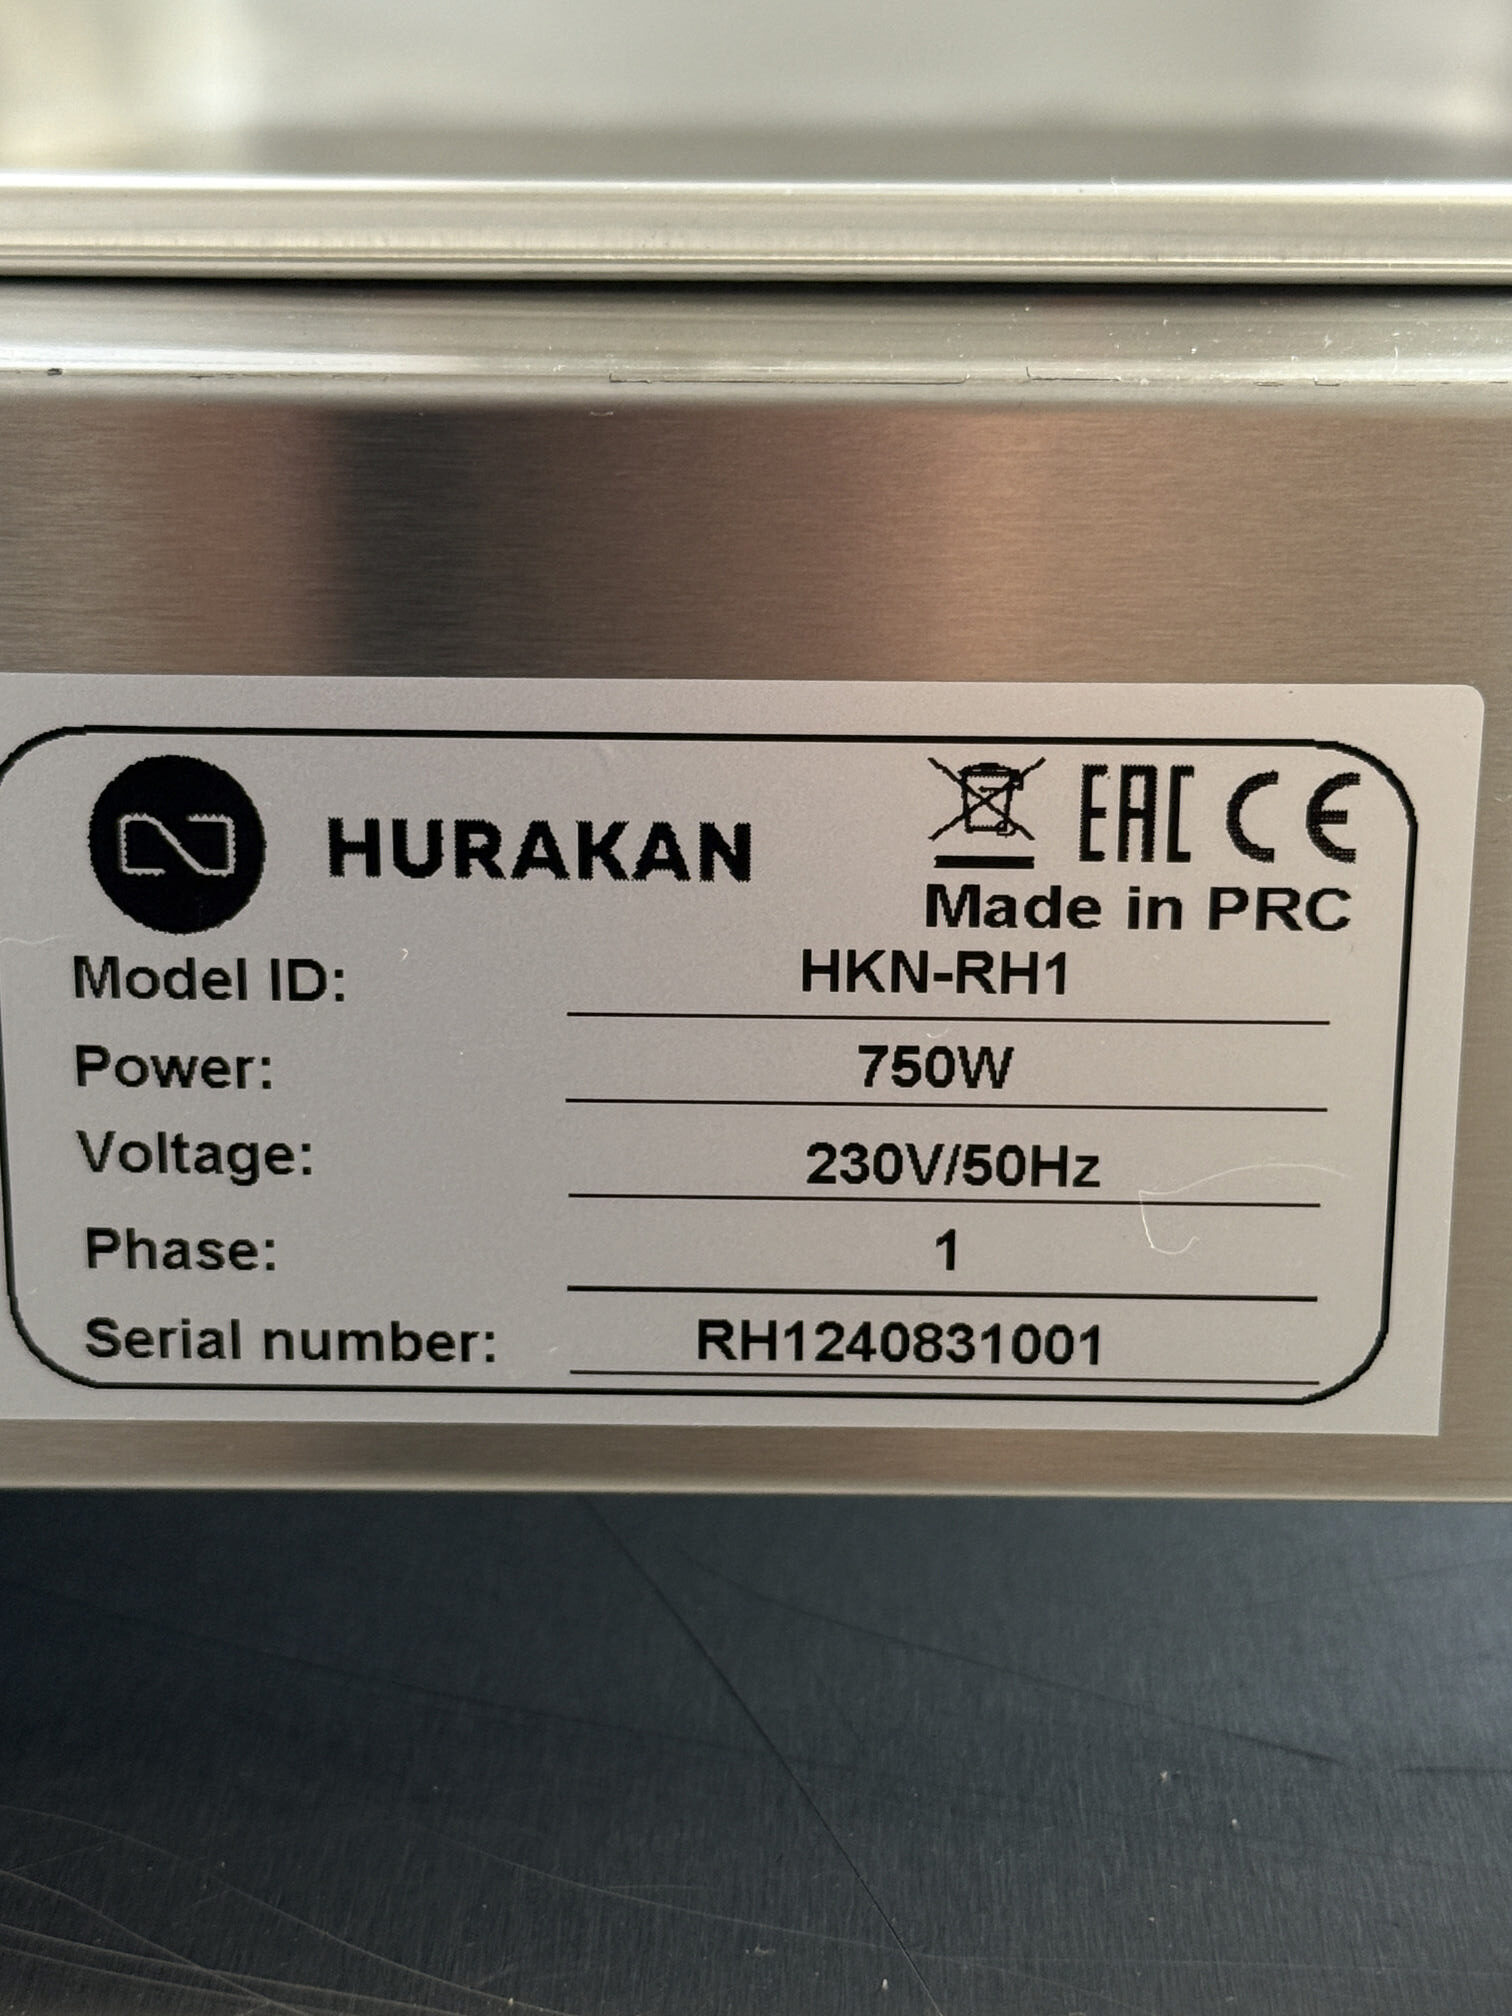 HURAKAN
EAC CE
Made in PRC
Model ID: HKN-RH1
Power: 750W
Voltage: 230V/50Hz
Phase: 1
Serial number: RH1240831001